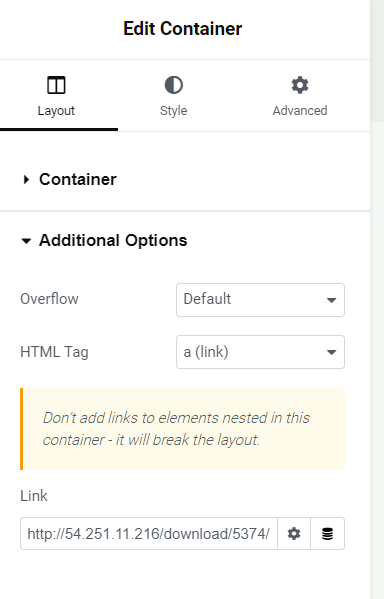 Edit Container
Layout
Style
Advanced
Container
Additional Options
Overflow
Default
HTML Tag
a (link)
Don't add links to elements nested in this
container - it will break the layout.
Link
http://54.251.11.216/download/5374/